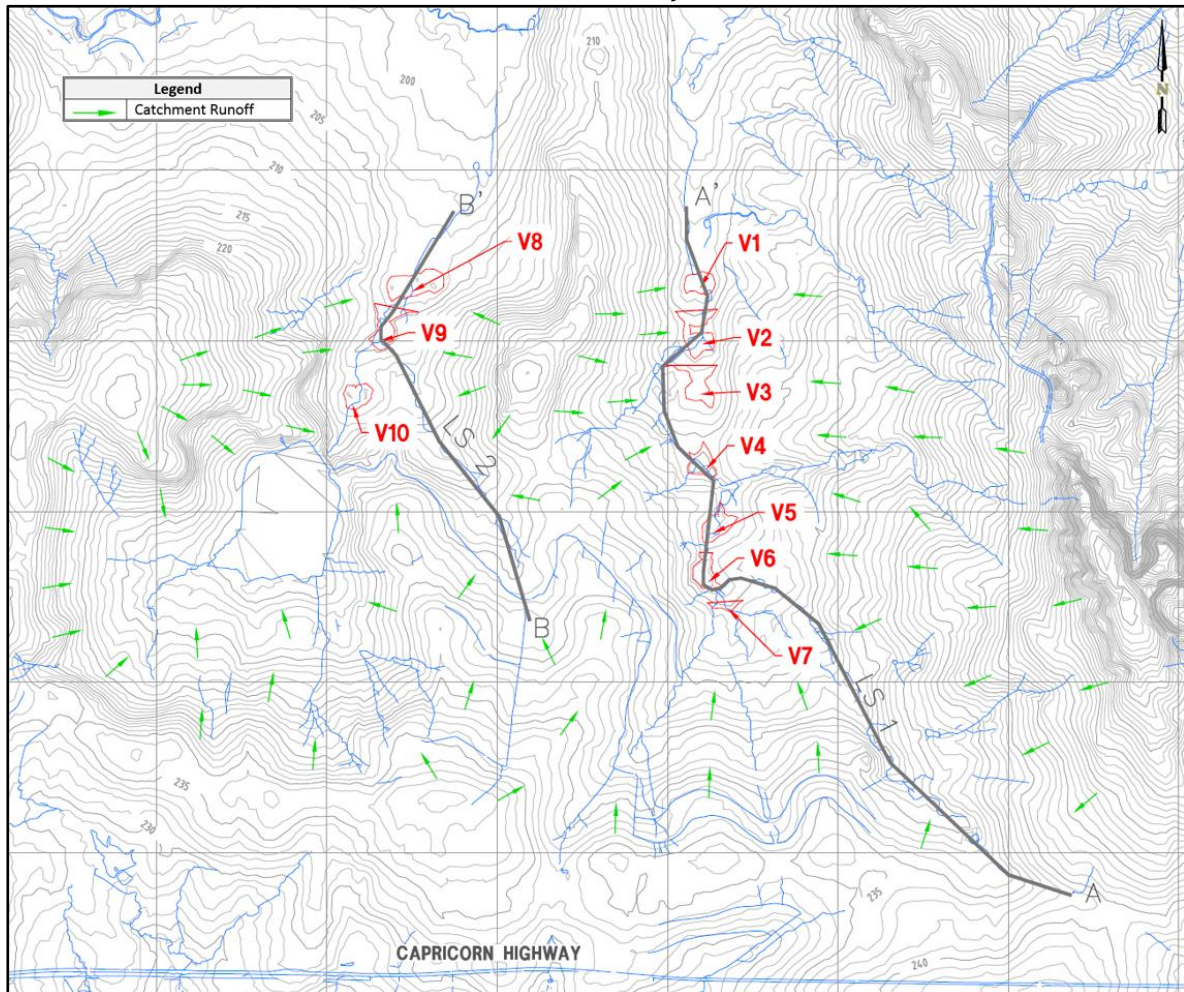 210
200
205
210
215
220
Legend
Catchment Runoff
N
B'
A'
V8
V1
V9
V2
V3
V10
LS 2
V4
V5
V6
B
V7
LS 1
235
230
235
A
CAPRICORN HIGHWAY
240